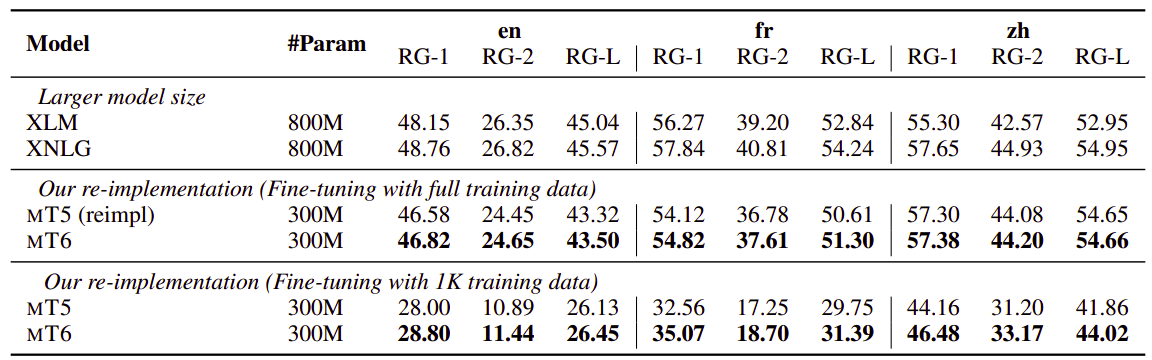 Model #Param en fr zh
RG-1 RG-2 RG-L RG-1 RG-2 RG-L RG-1 RG-2 RG-L
Larger model size
XLM 800M 48.15 26.35 45.04 56.27 39.20 52.84 55.30 42.57 52.95
XNLG 800M 48.76 26.82 45.57 57.84 40.81 54.24 57.65 44.93 54.95
Our re-implementation (Fine-tuning with full training data)
MT5 (reimpl) 300M 46.58 24.45 43.32 54.12 36.78 50.61 57.30 44.08 54.65
MT6 300M 46.82 24.65 43.50 54.82 37.61 51.30 57.38 44.20 54.66
Our re-implementation (Fine-tuning with 1K training data)
MT5 300M 28.00 10.89 26.13 32.56 17.25 29.75 44.16 31.20 41.86
MT6 300M 28.80 11.44 26.45 35.07 18.70 31.39 46.48 33.17 44.02